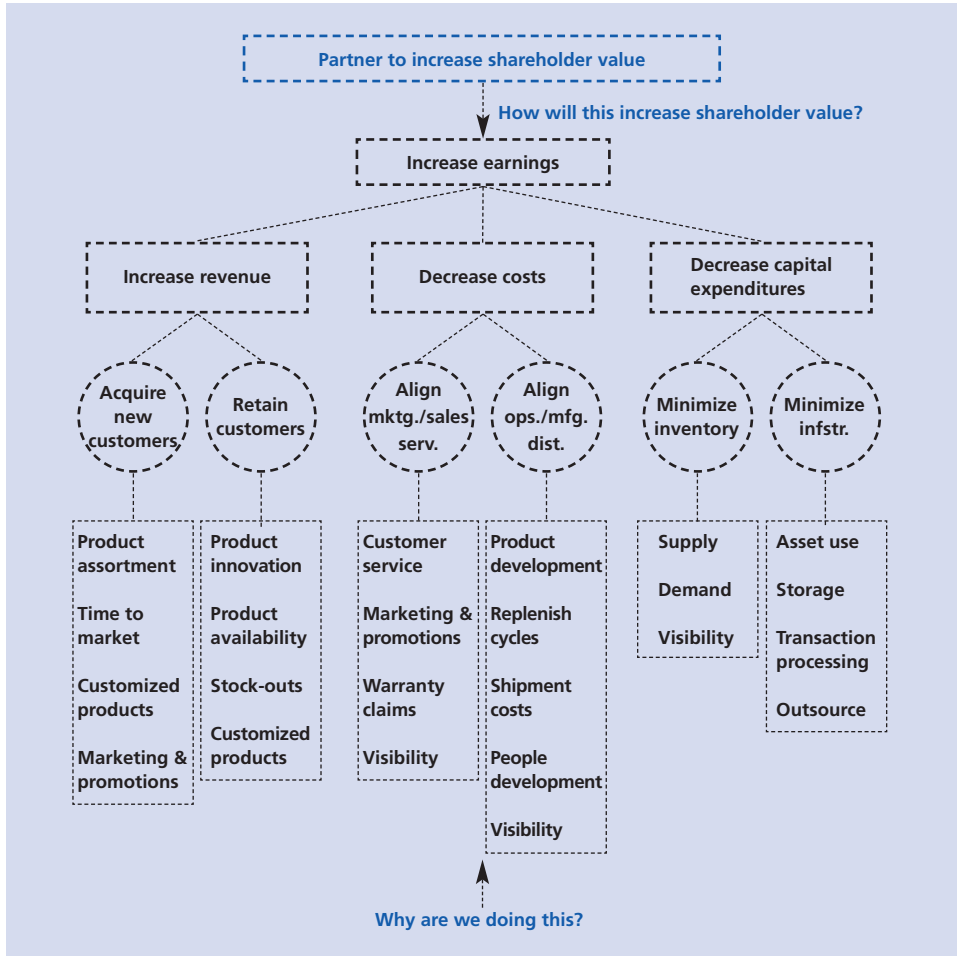 Partner to increase shareholder value
How will this increase shareholder value?
Increase earnings
Increase revenue
Decrease costs
Decrease capital
expenditures
Acquire
new
customers
Retain
customers
Align
mktg./sales
serv.
Align
ops./mfg.
dist.
Minimize
inventory
Minimize
infstr.
Product
assortment
Time to
market
Customized
products
Marketing &
promotions
Product
innovation
Product
availability
Stock-outs
Customized
products
Customer
service
Marketing &
promotions
Warranty
claims
Visibility
Product
development
Replenish
cycles
Shipment
costs
People
development
Visibility
Supply
Demand
Visibility
Asset use
Storage
Transaction
processing
Outsource
Why are we doing this?